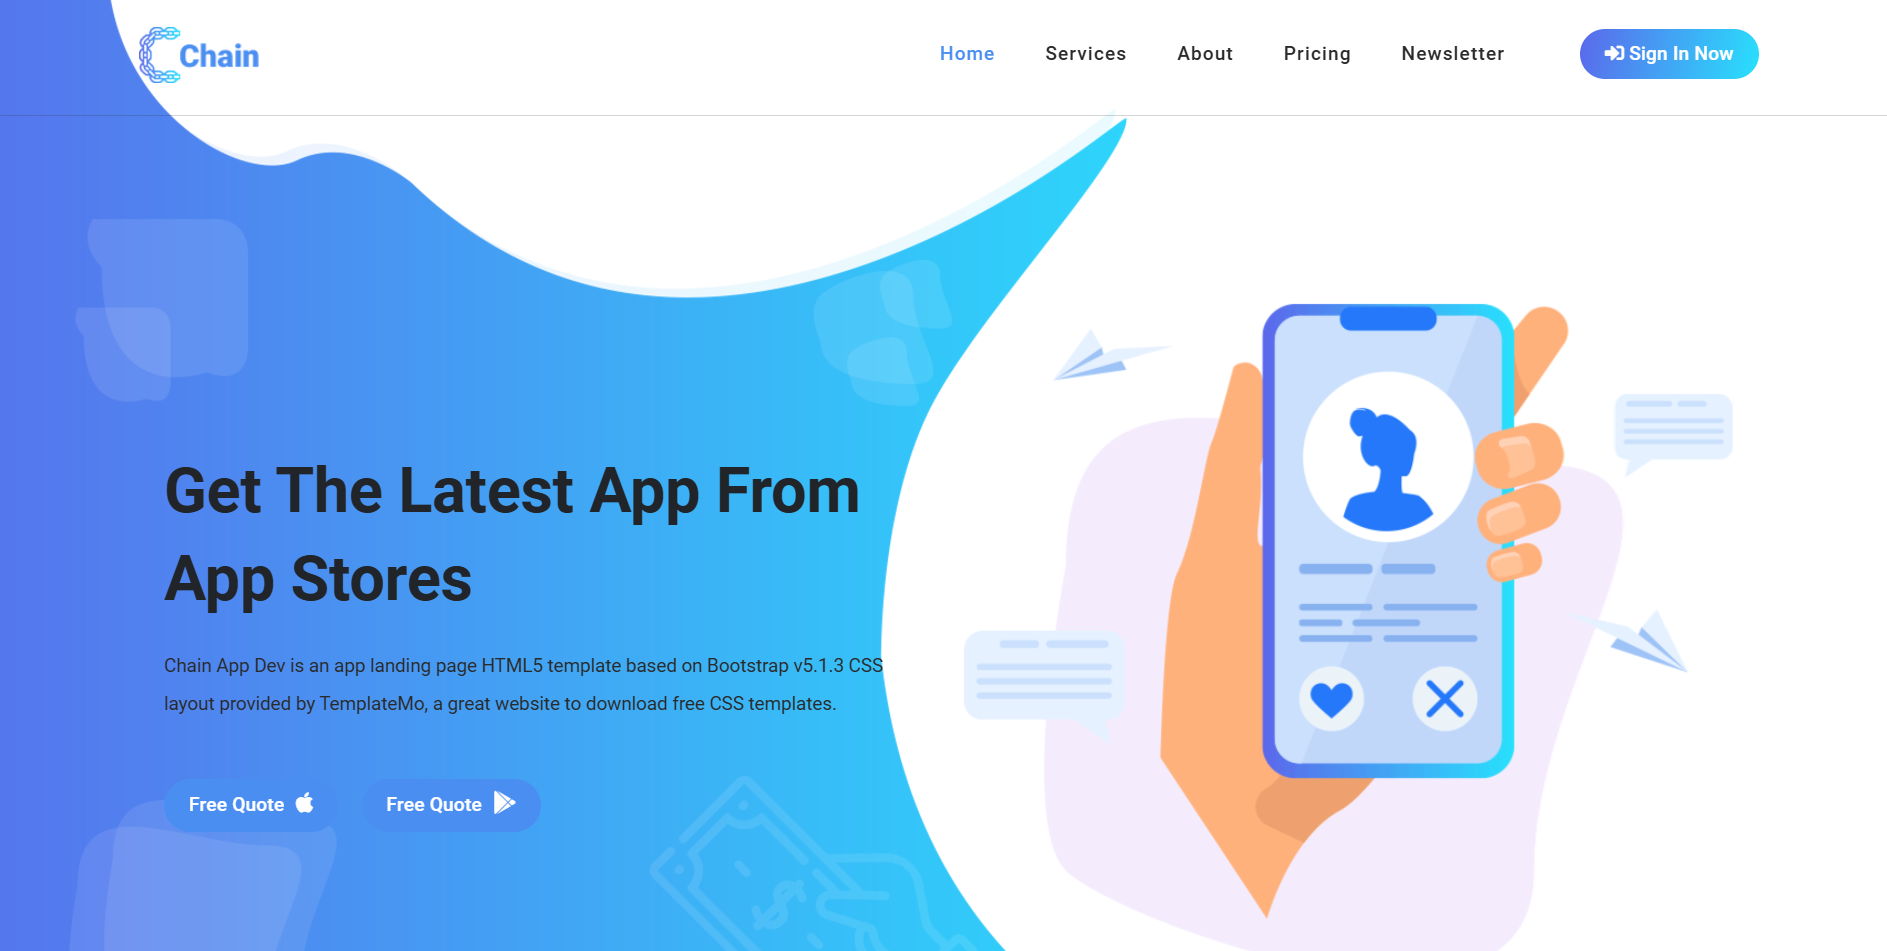 Chain
Home Services About Pricing Newsletter Sign In Now
Get The Latest App From
App Stores
Chain App Dev is an app landing page HTML5 template based on Bootstrap v5.1.3 CSS
layout provided by TemplateMo, a great website to download free CSS templates.
Free Quote Free Quote